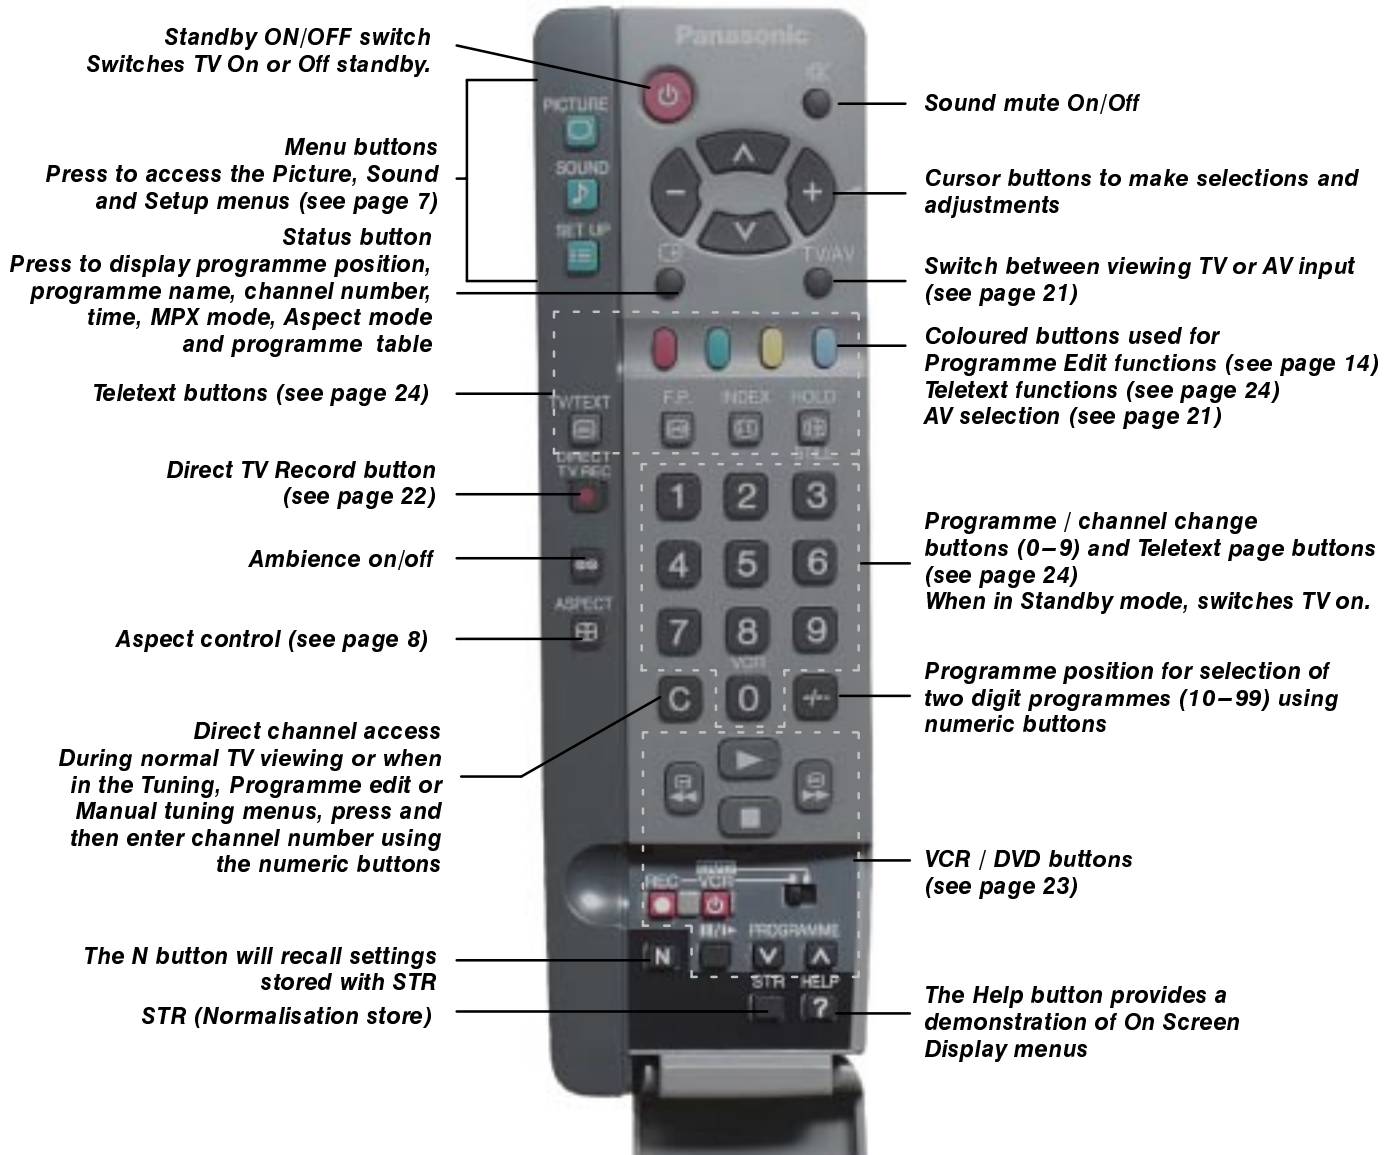 Standby ON/OFF switch
Switches TV On or Off standby.
Menu buttons
Press to access the Picture, Sound
and Setup menus (see page 7)
Status button
Press to display programme position,
programme name, channel number,
time, MPX mode, Aspect mode
and programme table
Teletext buttons (see page 24)
Direct TV Record button
(see page 22)
Ambience on/off
Aspect control (see page 8)
Direct channel access
During normal TV viewing or when
in the Tuning, Programme edit or
Manual tuning menus, press and
then enter channel number using
the numeric buttons
The N button will recall settings
stored with STR
STR (Normalisation store)
Panasonic
PICTURE
SOUND
SET UP
TV/AV
TV/TEXT
F.P.
INDEX
HOLD
DIRECT
TV REC
STILL
1 2 3
4 5 6
ASPECT
7 8 9
VCR
C 0 -/--
REC VCR
PROGRAMME
N
STR HELP
?
Sound mute On/Off
Cursor buttons to make selections and
adjustments
Switch between viewing TV or AV input
(see page 21)
Coloured buttons used for
Programme Edit functions (see page 14)
Teletext functions (see page 24)
AV selection (see page 21)
Programme / channel change
buttons (0–9) and Teletext page buttons
(see page 24)
When in Standby mode, switches TV on.
Programme position for selection of
two digit programmes (10–99) using
numeric buttons
VCR / DVD buttons
(see page 23)
The Help button provides a
demonstration of On Screen
Display menus